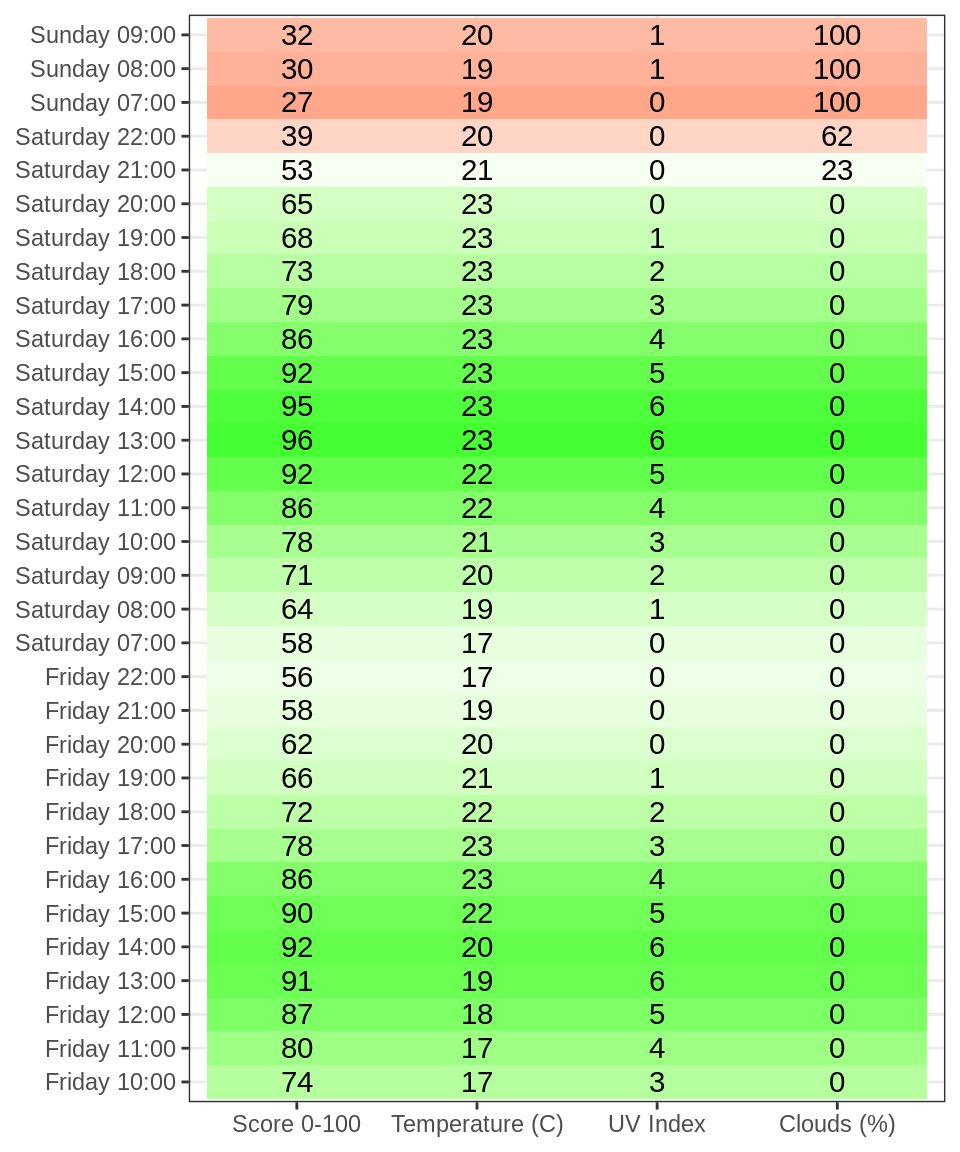 Sunday 09:00 32 20 1 100
Sunday 08:00 30 19 1 100
Sunday 07:00 27 19 0 100
Saturday 22:00 39 20 0 62
Saturday 21:00 53 21 0 23
Saturday 20:00 65 23 0 0
Saturday 19:00 68 23 1 0
Saturday 18:00 73 23 2 0
Saturday 17:00 79 23 3 0
Saturday 16:00 86 23 4 0
Saturday 15:00 92 23 5 0
Saturday 14:00 95 23 6 0
Saturday 13:00 96 23 6 0
Saturday 12:00 92 22 5 0
Saturday 11:00 86 22 4 0
Saturday 10:00 78 21 3 0
Saturday 09:00 71 20 2 0
Saturday 08:00 64 19 1 0
Saturday 07:00 58 17 0 0
Friday 22:00 56 17 0 0
Friday 21:00 58 19 0 0
Friday 20:00 62 20 0 0
Friday 19:00 66 21 1 0
Friday 18:00 72 22 2 0
Friday 17:00 78 23 3 0
Friday 16:00 86 23 4 0
Friday 15:00 90 22 5 0
Friday 14:00 92 20 6 0
Friday 13:00 91 19 6 0
Friday 12:00 87 18 5 0
Friday 11:00 80 17 4 0
Friday 10:00 74 17 3 0
Score 0-100 Temperature (C) UV Index Clouds (%)